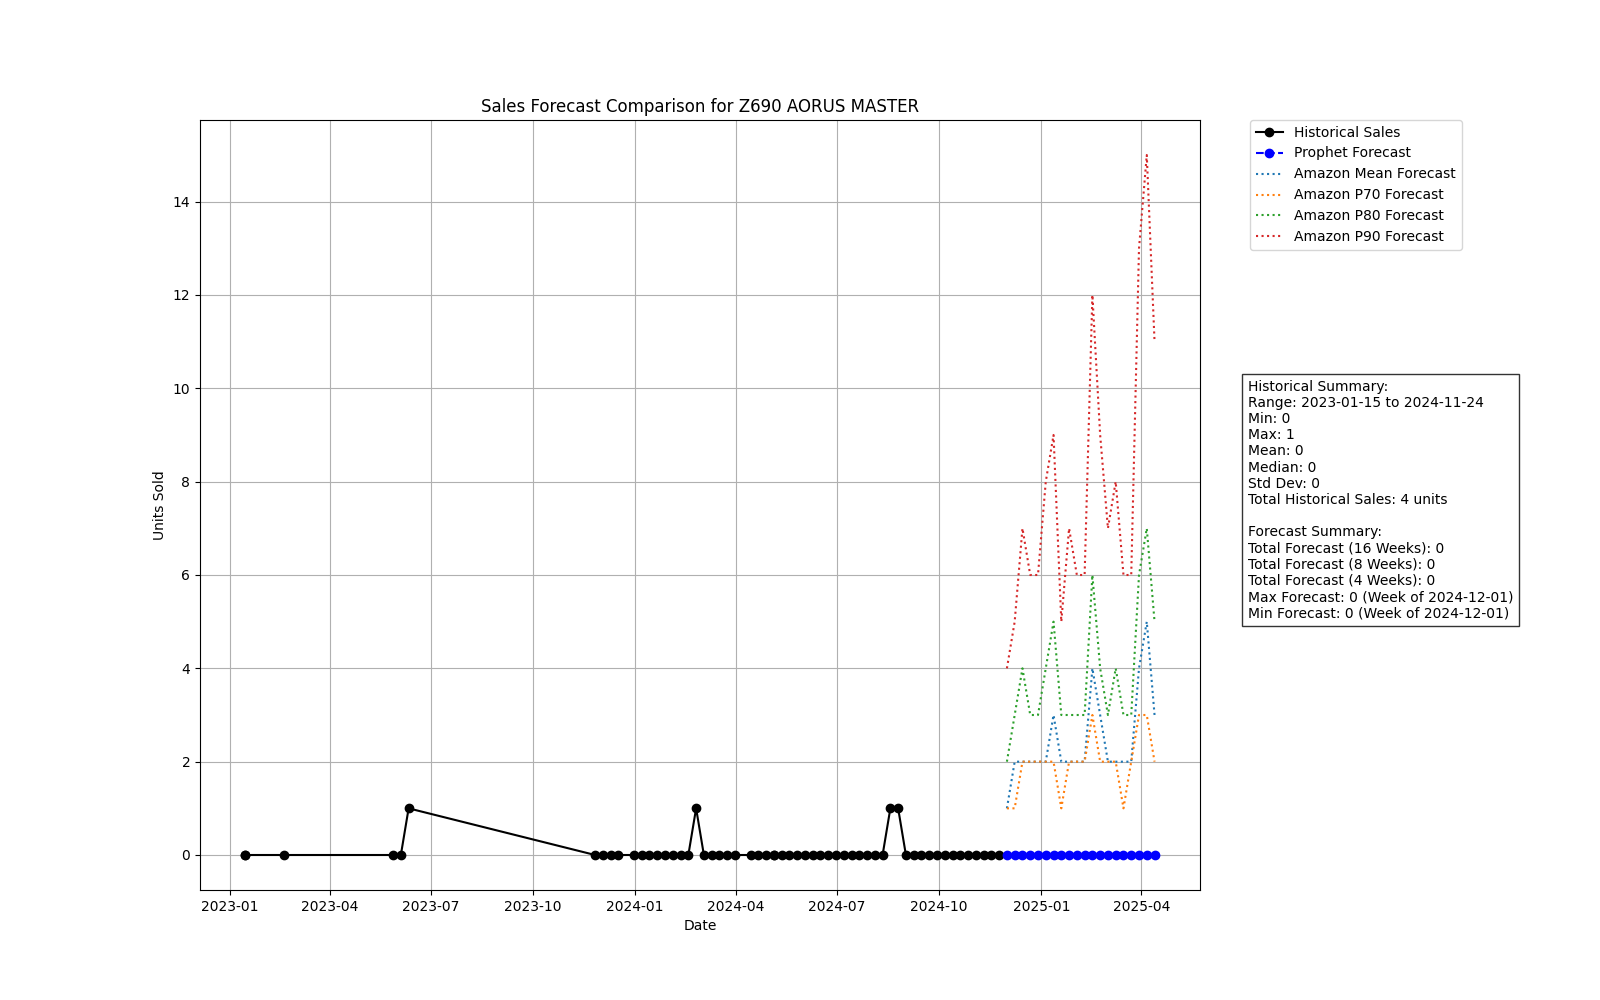 Sales Forecast Comparison for Z690 AORUS MASTER
Historical Sales
Prophet Forecast
Amazon Mean Forecast
Amazon P70 Forecast
Amazon P80 Forecast
Amazon P90 Forecast
14
12
10
8
6
4
2
0
Units Sold
Historical Summary:
Range: 2023-01-15 to 2024-11-24
Min: 0
Max: 1
Mean: 0
Median: 0
Std Dev: 0
Total Historical Sales: 4 units
Forecast Summary:
Total Forecast (16 Weeks): 0
Total Forecast (8 Weeks): 0
Total Forecast (4 Weeks): 0
Max Forecast: 0 (Week of 2024-12-01)
Min Forecast: 0 (Week of 2024-12-01)
2023-01 2023-04 2023-07 2023-10 2024-01 2024-04 2024-07 2024-10 2025-01 2025-04
Date